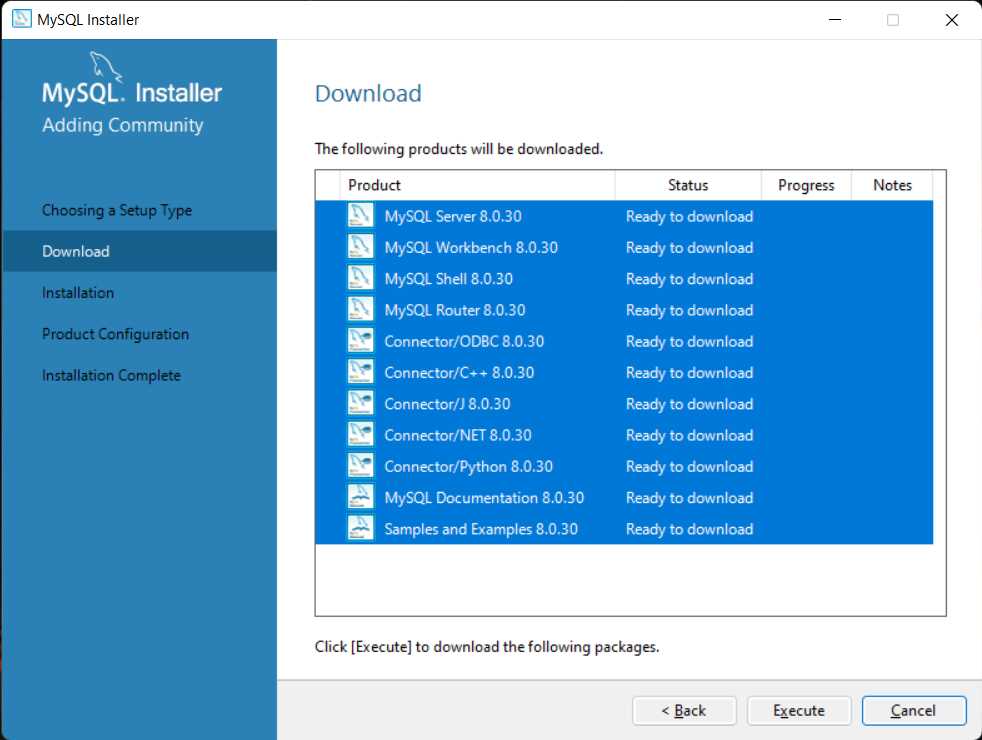 MySQL Installer
MySQL. Installer
Adding Community
Choosing a Setup Type
Download
Installation
Product Configuration
Installation Complete
Download
The following products will be downloaded.
Product Status Progress Notes
MySQL Server 8.0.30 Ready to download
MySQL Workbench 8.0.30 Ready to download
MySQL Shell 8.0.30 Ready to download
MySQL Router 8.0.30 Ready to download
Connector/ODBC 8.0.30 Ready to download
Connector/C++ 8.0.30 Ready to download
Connector/J 8.0.30 Ready to download
Connector/NET 8.0.30 Ready to download
Connector/Python 8.0.30 Ready to download
MySQL Documentation 8.0.30 Ready to download
Samples and Examples 8.0.30 Ready to download
Click [Execute] to download the following packages.
< Back Execute Cancel